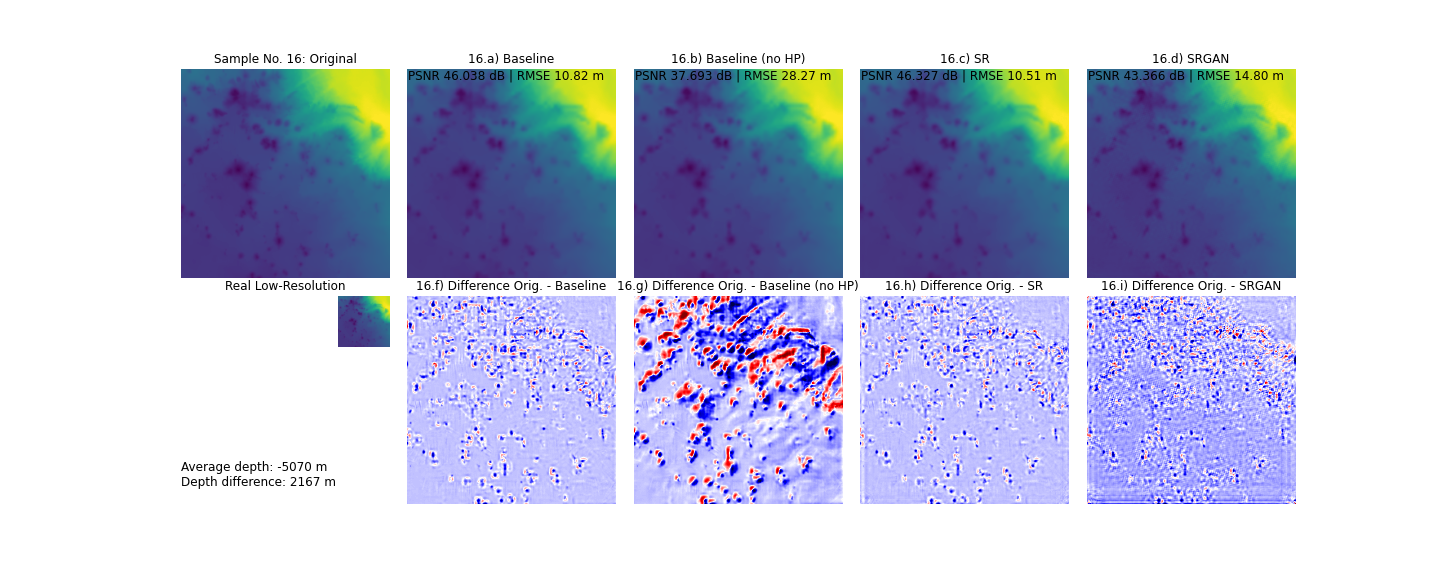 Sample No. 16: Original
16.a) Baseline
16.b) Baseline (no HP)
16.c) SR
16.d) SRGAN
PSNR 46.038 dB | RMSE 10.82 m
PSNR 37.693 dB | RMSE 28.27 m
PSNR 46.327 dB | RMSE 10.51 m
PSNR 43.366 dB | RMSE 14.80 m
Real Low-Resolution
16.f) Difference Orig. - Baseline
16.g) Difference Orig. - Baseline (no HP)
16.h) Difference Orig. - SR
16.i) Difference Orig. - SRGAN
Average depth: -5070 m
Depth difference: 2167 m